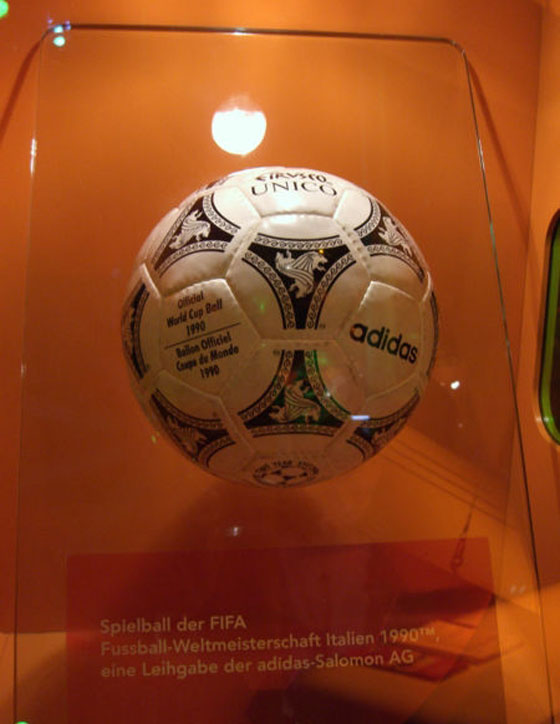 ETRUSCO
UNICO
Official
World Cup Ball
1990
Ballon Officiel
Coupe du Monde
1990
adidas
Spielball der FIFA
Fussball-Weltmeisterschaft Italien 1990™,
eine Leihgabe der adidas-Salomon AG